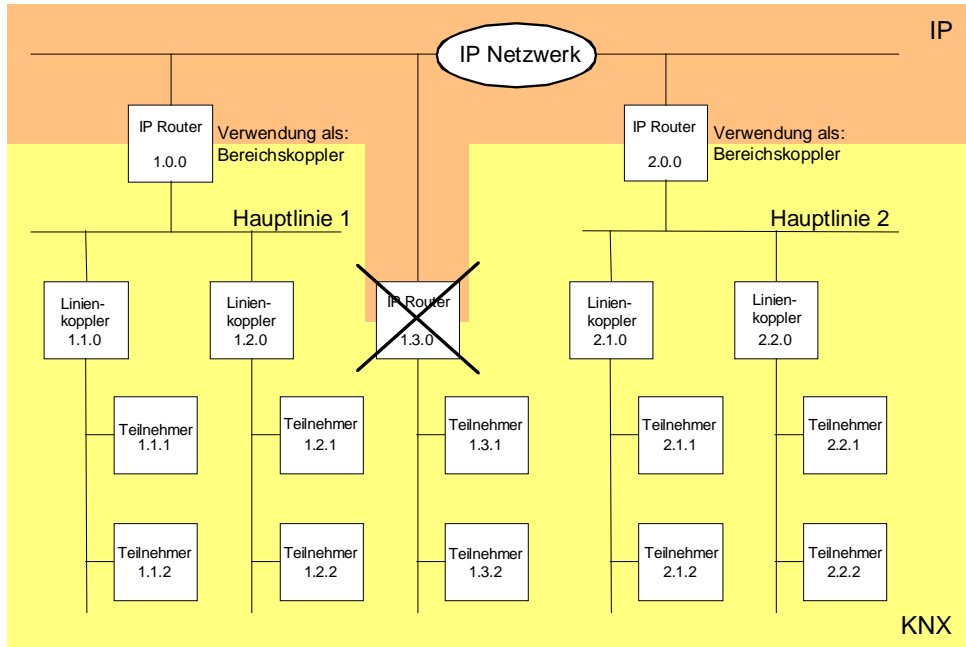 IP
IP Netzwerk
IP Router
1.0.0
Verwendung als:
Bereichskoppler
IP Router
2.0.0
Verwendung als:
Bereichskoppler
Hauptlinie 1
Hauptlinie 2
Linien-
koppler
1.1.0
Linien-
koppler
1.2.0
IP Router
1.3.0
Linien-
koppler
2.1.0
Linien-
koppler
2.2.0
Teilnehmer
1.1.1
Teilnehmer
1.2.1
Teilnehmer
1.3.1
Teilnehmer
2.1.1
Teilnehmer
2.2.1
Teilnehmer
1.1.2
Teilnehmer
1.2.2
Teilnehmer
1.3.2
Teilnehmer
2.1.2
Teilnehmer
2.2.2
KNX